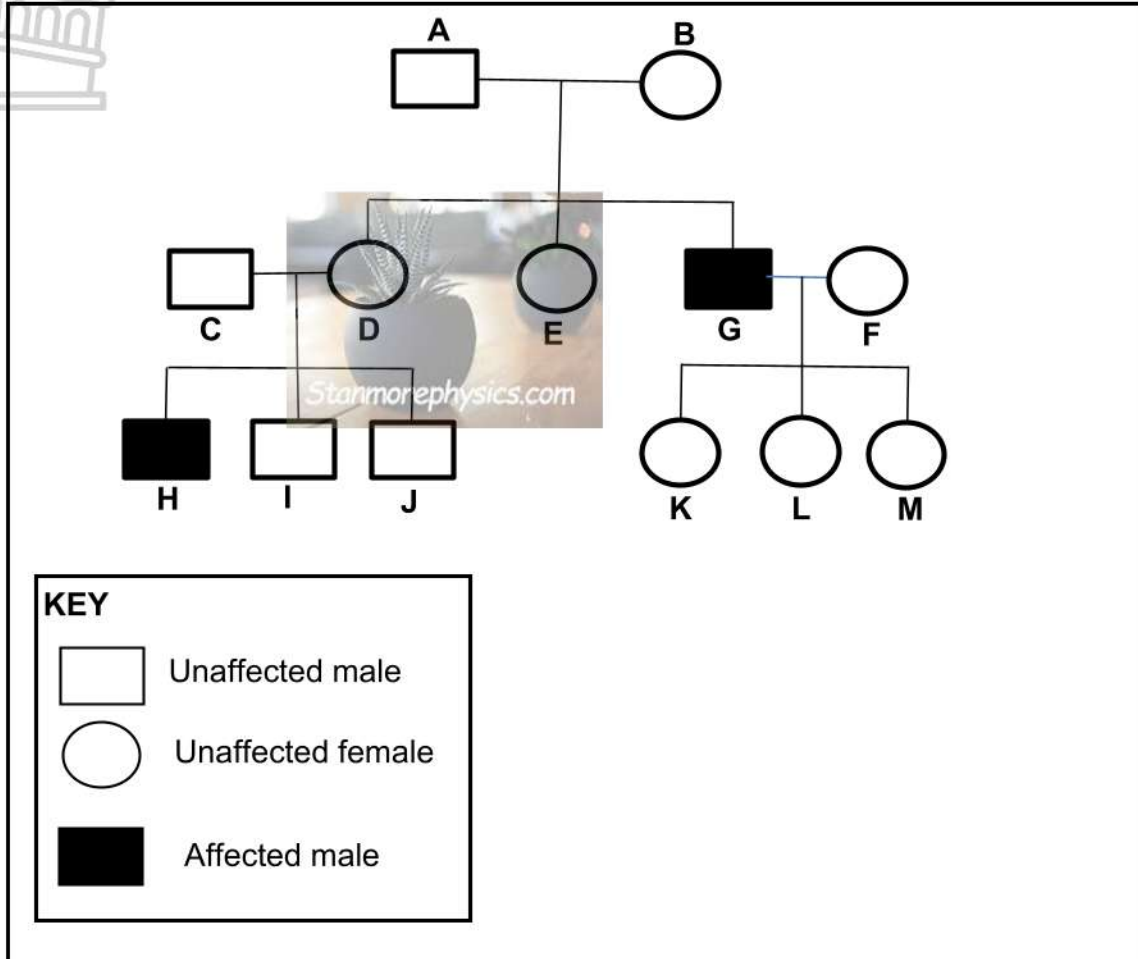 A B
C D E G F
Stanmorephysics.com
H I J K L M
KEY
Unaffected male
Unaffected female
Affected male